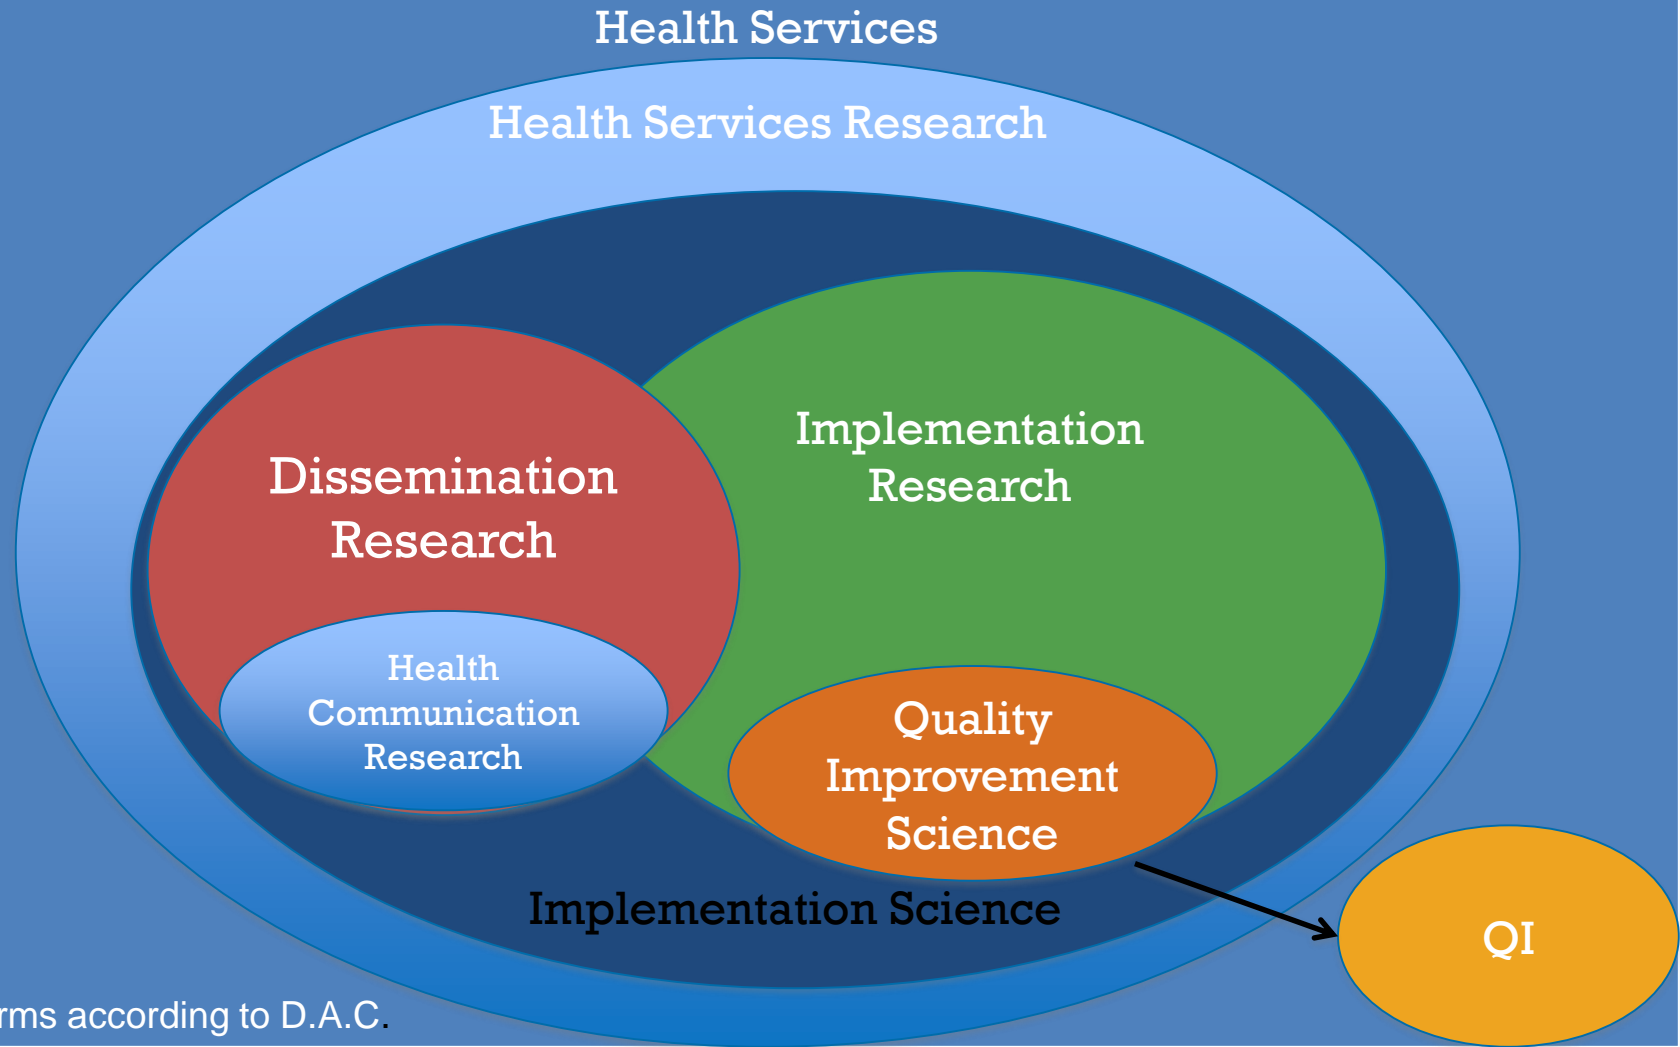 Health Services
Health Services Research
Implementation
Research
Dissemination
Research
Health
Communication
Research
Quality
Improvement
Science
Implementation Science
QI
rms according to D.A.C.